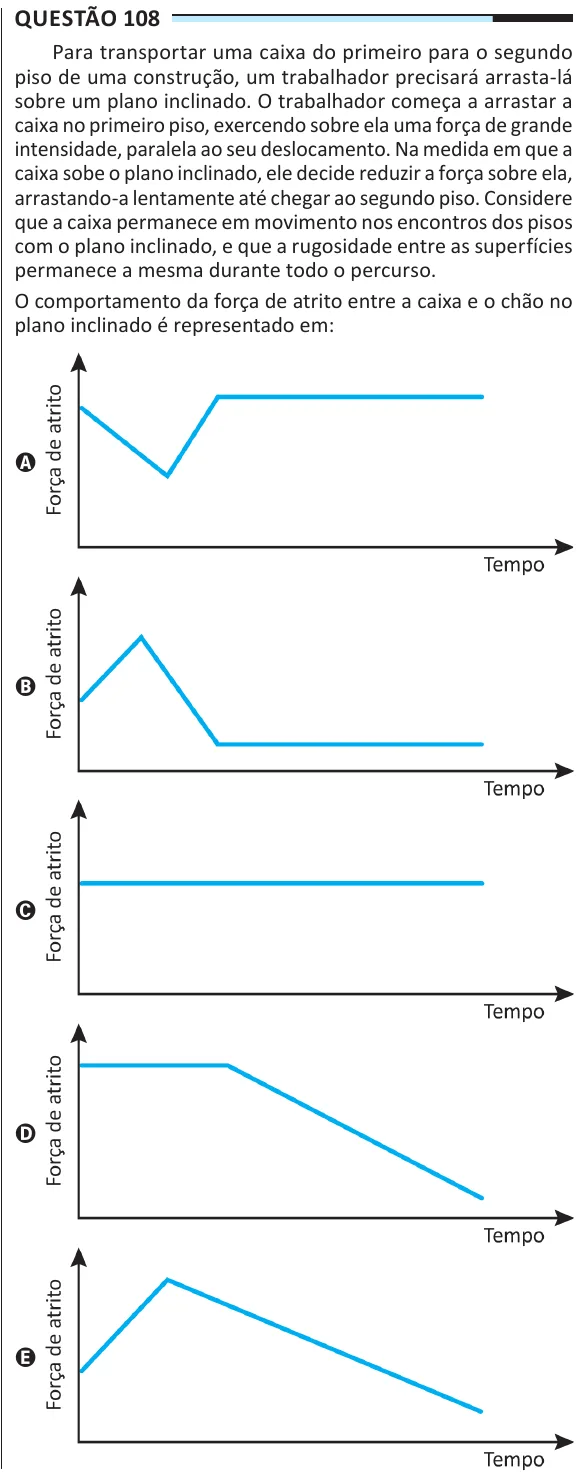 QUESTÃO 108
Para transportar uma caixa do primeiro para o segundo
piso de uma construção, um trabalhador precisará arrasta-lá
sobre um plano inclinado. O trabalhador começa a arrastar a
caixa no primeiro piso, exercendo sobre ela uma força de grande
intensidade, paralela ao seu deslocamento. Na medida em que a
caixa sobe o plano inclinado, ele decide reduzir a força sobre ela,
arrastando-a lentamente até chegar ao segundo piso. Considere
que a caixa permanece em movimento nos encontros dos pisos
com o plano inclinado, e que a rugosidade entre as superfícies
permanece a mesma durante todo o percurso.
O comportamento da força de atrito entre a caixa e o chão no
plano inclinado é representado em:
A
Força de atrito
Tempo
B
Força de atrito
Tempo
C
Força de atrito
Tempo
D
Força de atrito
Tempo
E
Força de atrito
Tempo